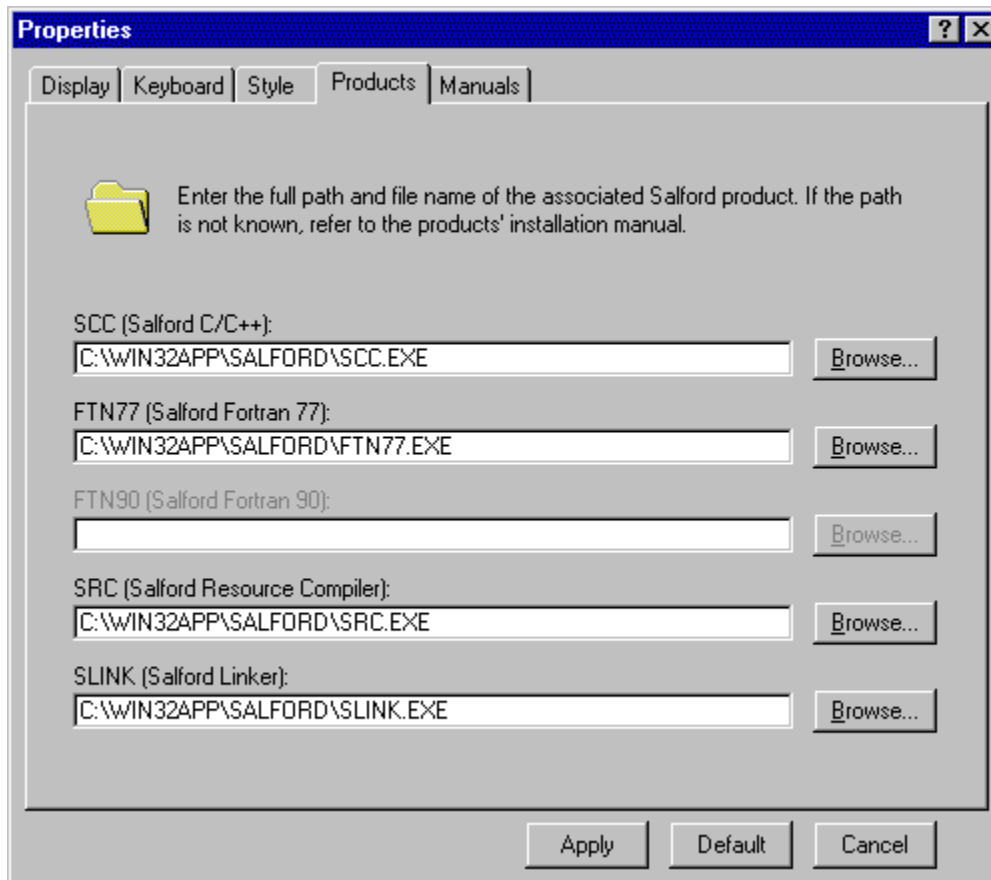 Properties
Display Keyboard Style Products Manuals
Enter the full path and file name of the associated Salford product. If the path
is not known, refer to the products' installation manual.
SCC (Salford C/C++):
C:\WIN32APP\SALFORD\SCC.EXE Browse...
FTN77 (Salford Fortran 77):
C:\WIN32APP\SALFORD\FTN77.EXE Browse...
FTN90 (Salford Fortran 90):
Browse...
SRC (Salford Resource Compiler):
C:\WIN32APP\SALFORD\SRC.EXE Browse...
SLINK (Salford Linker):
C:\WIN32APP\SALFORD\SLINK.EXE Browse...
Apply Default Cancel